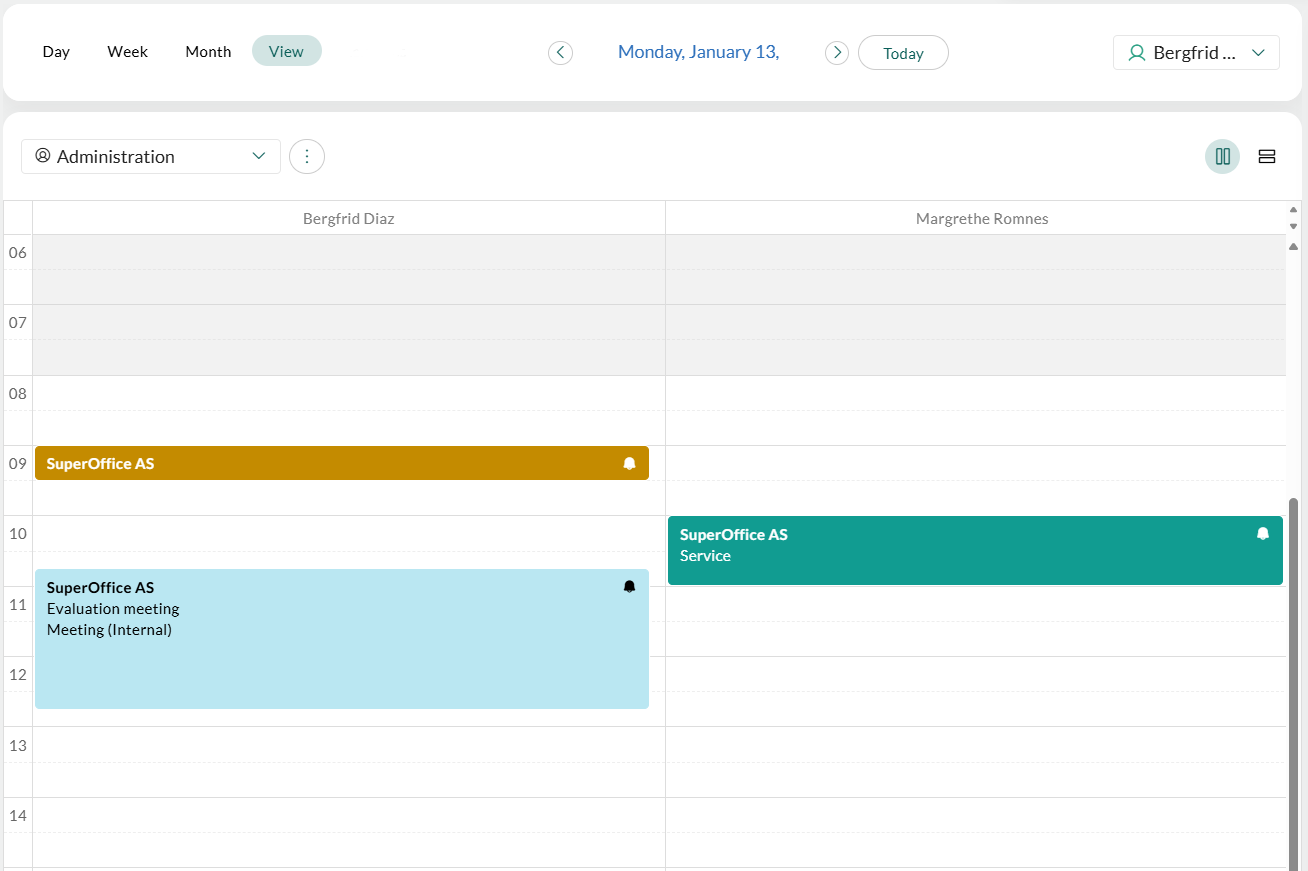 Day Week Month View Monday, January 13, Today Bergfrid ...
Administration
Bergfrid Diaz Margrethe Romnes
06
07
08
09 SuperOffice AS
10 SuperOffice AS
Service
SuperOffice AS
11 Evaluation meeting
Meeting (Internal)
12
13
14